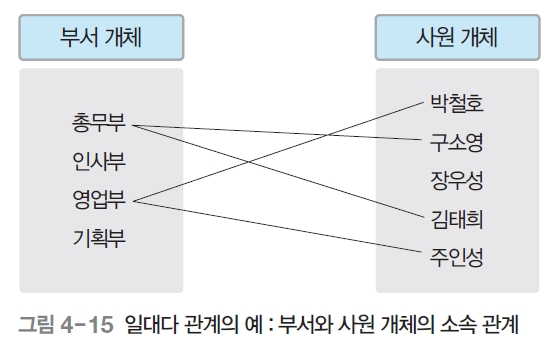 부서 개체
사원 개체
총무부
인사부
영업부
기획부
박철호
구소영
장우성
김태희
주인성
그림 4-15 일대다 관계의 예 : 부서와 사원 개체의 소속 관계